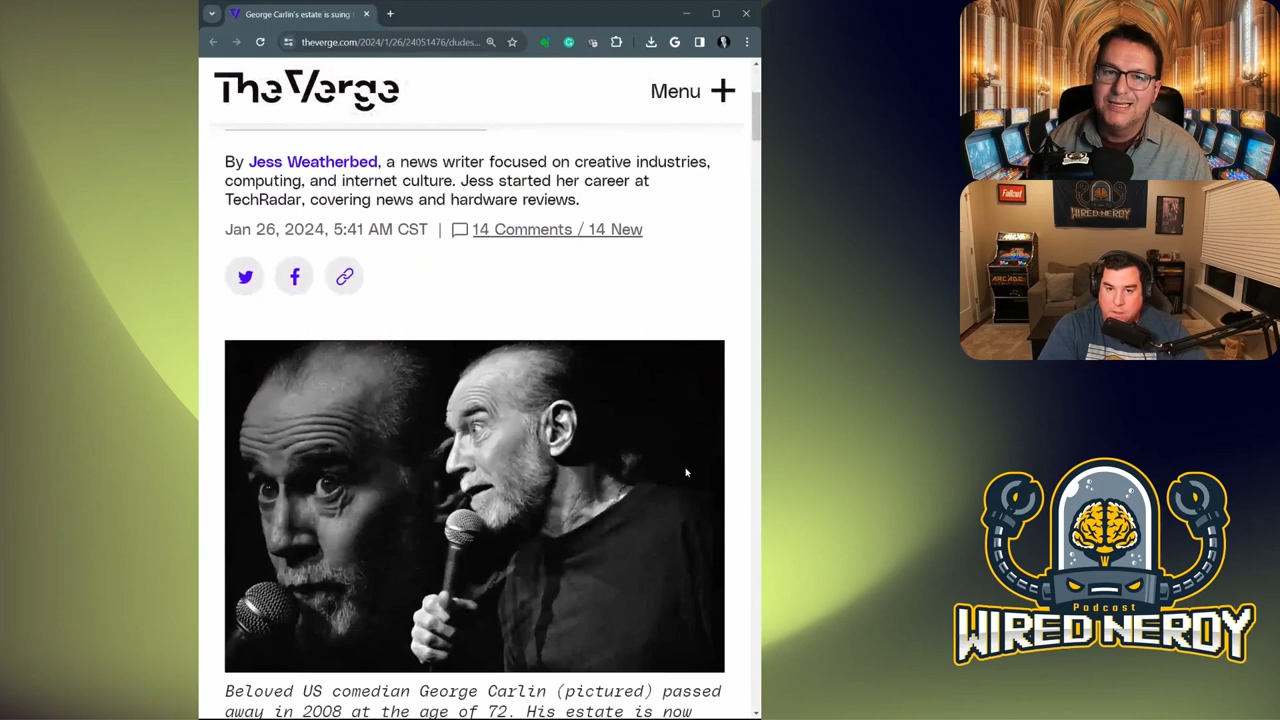 George Carlin's estate is suing
theverge.com/2024/1/26/24051476/dudes...
The Verge
Menu
By Jess Weatherbed, a news writer focused on creative industries,
computing, and internet culture. Jess started her career at
TechRadar, covering news and hardware reviews.
Jan 26, 2024, 5:41 AM CST | 14 Comments / 14 New
Beloved US comedian George Carlin (pictured) passed
away in 2008 at the age of 72. His estate is now
Fallout
WIRED NERDY
ARCADE
Podcast
WIRED NERDY